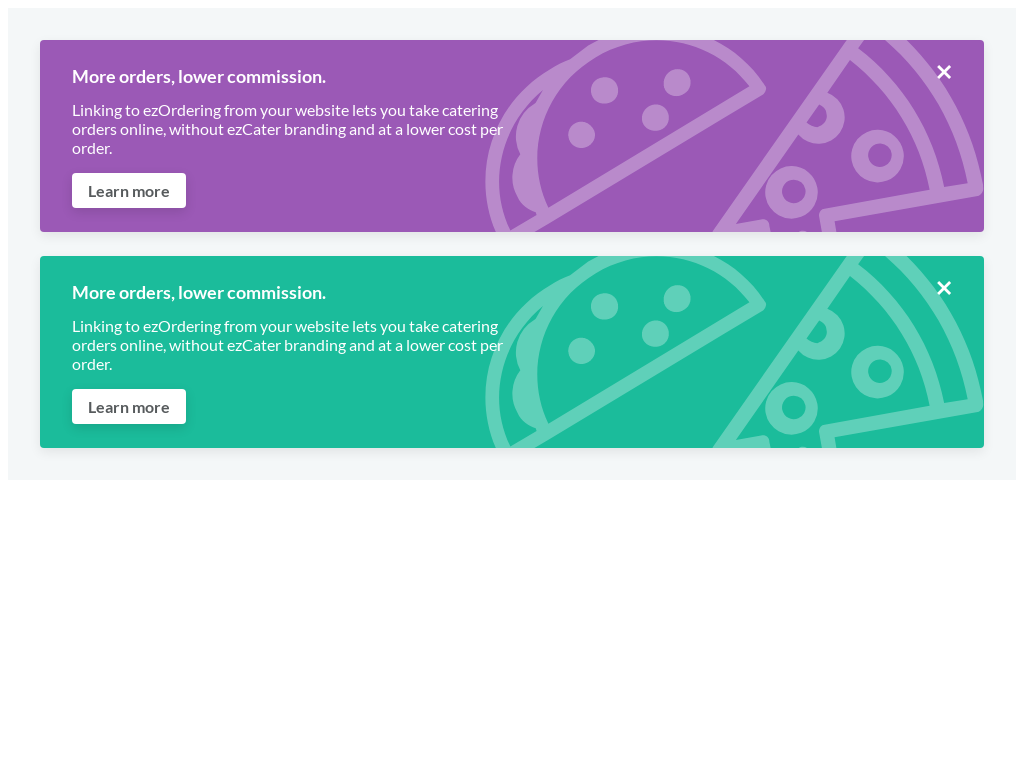 More orders, lower commission.
Linking to ezOrdering from your website lets you take catering
orders online, without ezCater branding and at a lower cost per
order.
Learn more
More orders, lower commission.
Linking to ezOrdering from your website lets you take catering
orders online, without ezCater branding and at a lower cost per
order.
Learn more